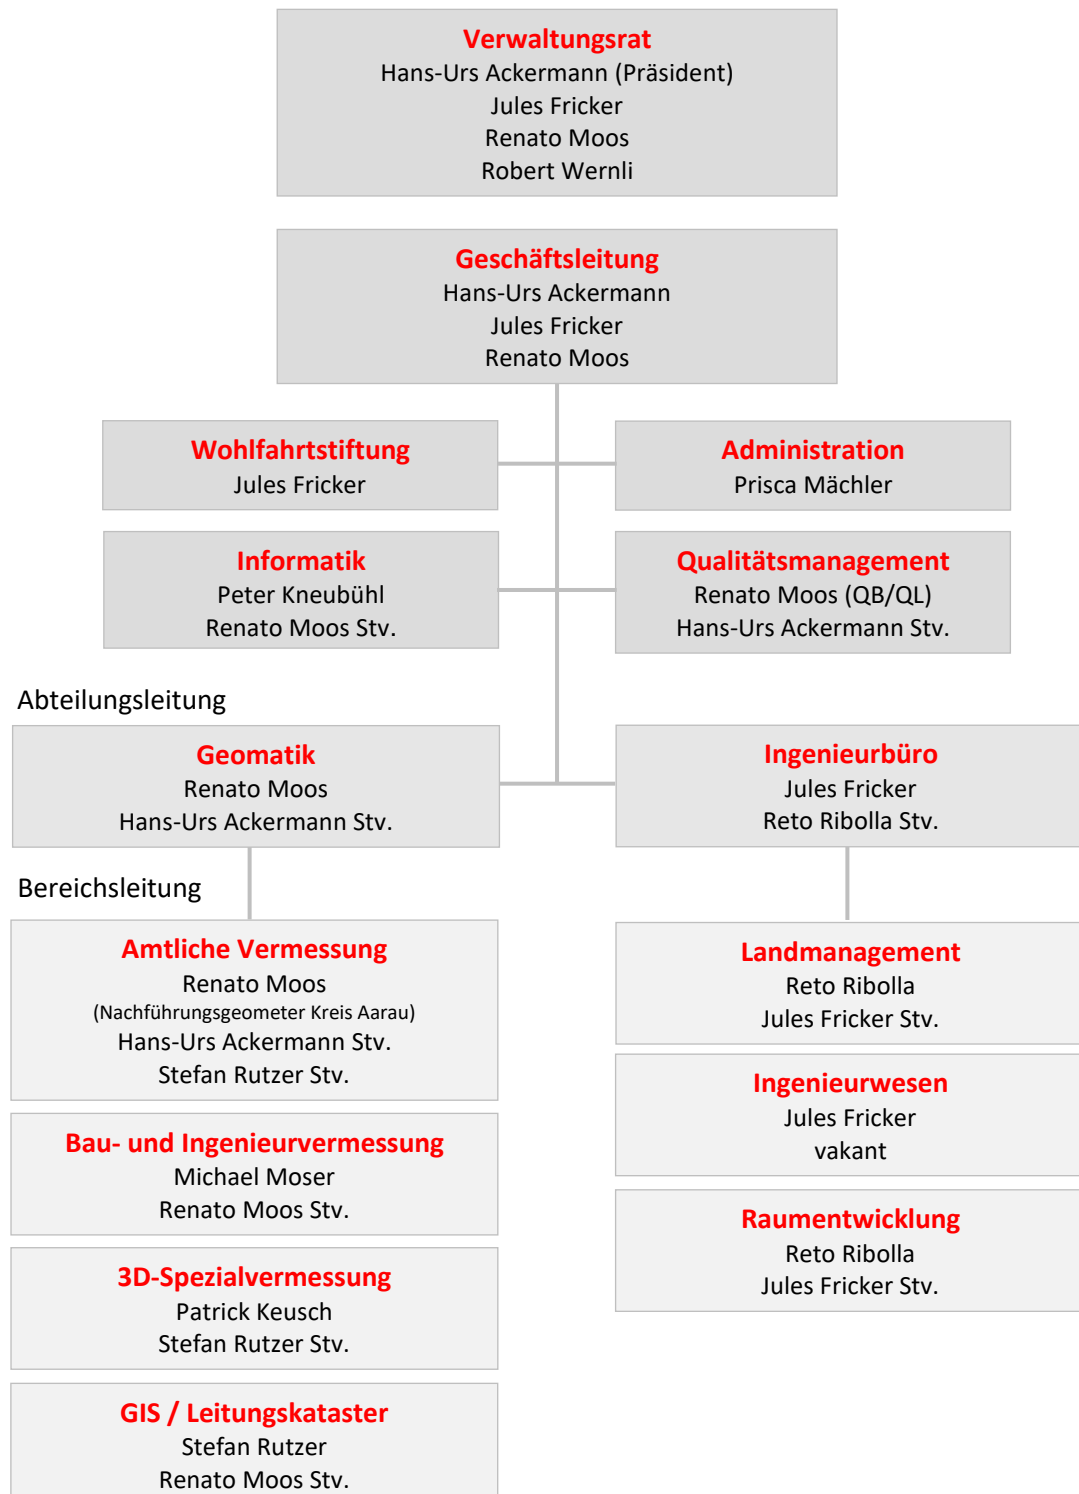 Verwaltungsrat
Hans-Urs Ackermann (Präsident)
Jules Fricker
Renato Moos
Robert Wernli
Geschäftsleitung
Hans-Urs Ackermann
Jules Fricker
Renato Moos
Wohlfahrtstiftung
Jules Fricker
Administration
Prisca Mächler
Informatik
Peter Kneubühl
Renato Moos Stv.
Qualitätsmanagement
Renato Moos (QB/QL)
Hans-Urs Ackermann Stv.
Abteilungsleitung
Geomatik
Renato Moos
Hans-Urs Ackermann Stv.
Ingenieurbüro
Jules Fricker
Reto Ribolla Stv.
Bereichsleitung
Amtliche Vermessung
Renato Moos
(Nachführungsgeometer Kreis Aarau)
Hans-Urs Ackermann Stv.
Stefan Rutzer Stv.
Bau- und Ingenieurvermessung
Michael Moser
Renato Moos Stv.
3D-Spezialvermessung
Patrick Keusch
Stefan Rutzer Stv.
GIS / Leitungskataster
Stefan Rutzer
Renato Moos Stv.
Landmanagement
Reto Ribolla
Jules Fricker Stv.
Ingenieurwesen
Jules Fricker
vakant
Raumentwicklung
Reto Ribolla
Jules Fricker Stv.